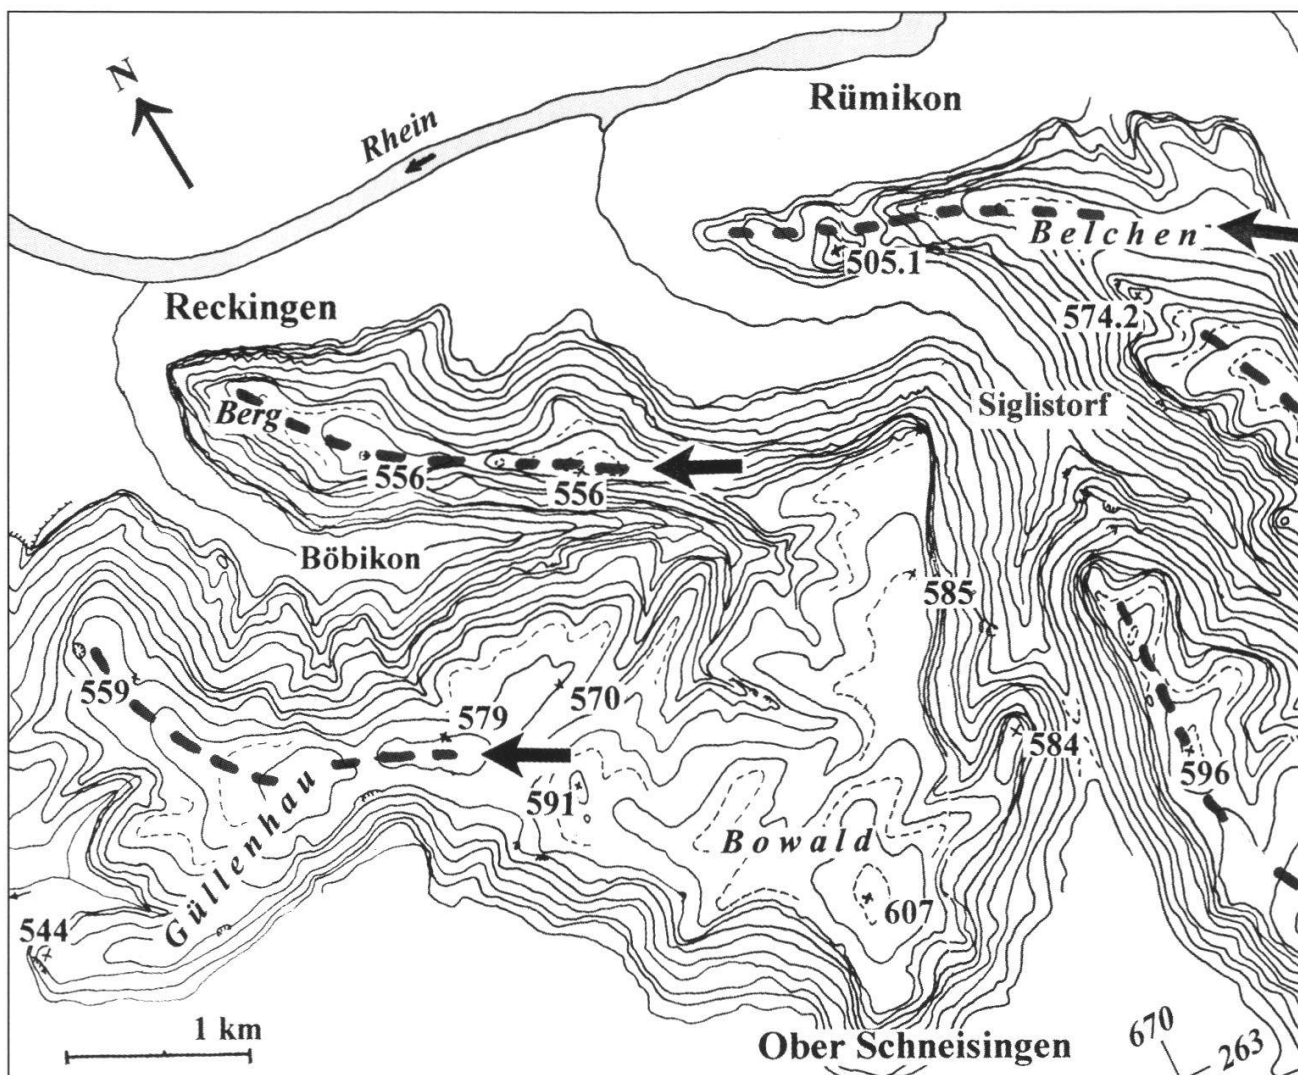 N
Rümikon
Rhein
Belchen
505.1
Reckingen
574.2
Siglistorf
Berg
556
556
Böbikon
585
559
570
579
584
596
591
Bowald
Güllenhau
607
544
1 km
Ober Schneisingen
670
263